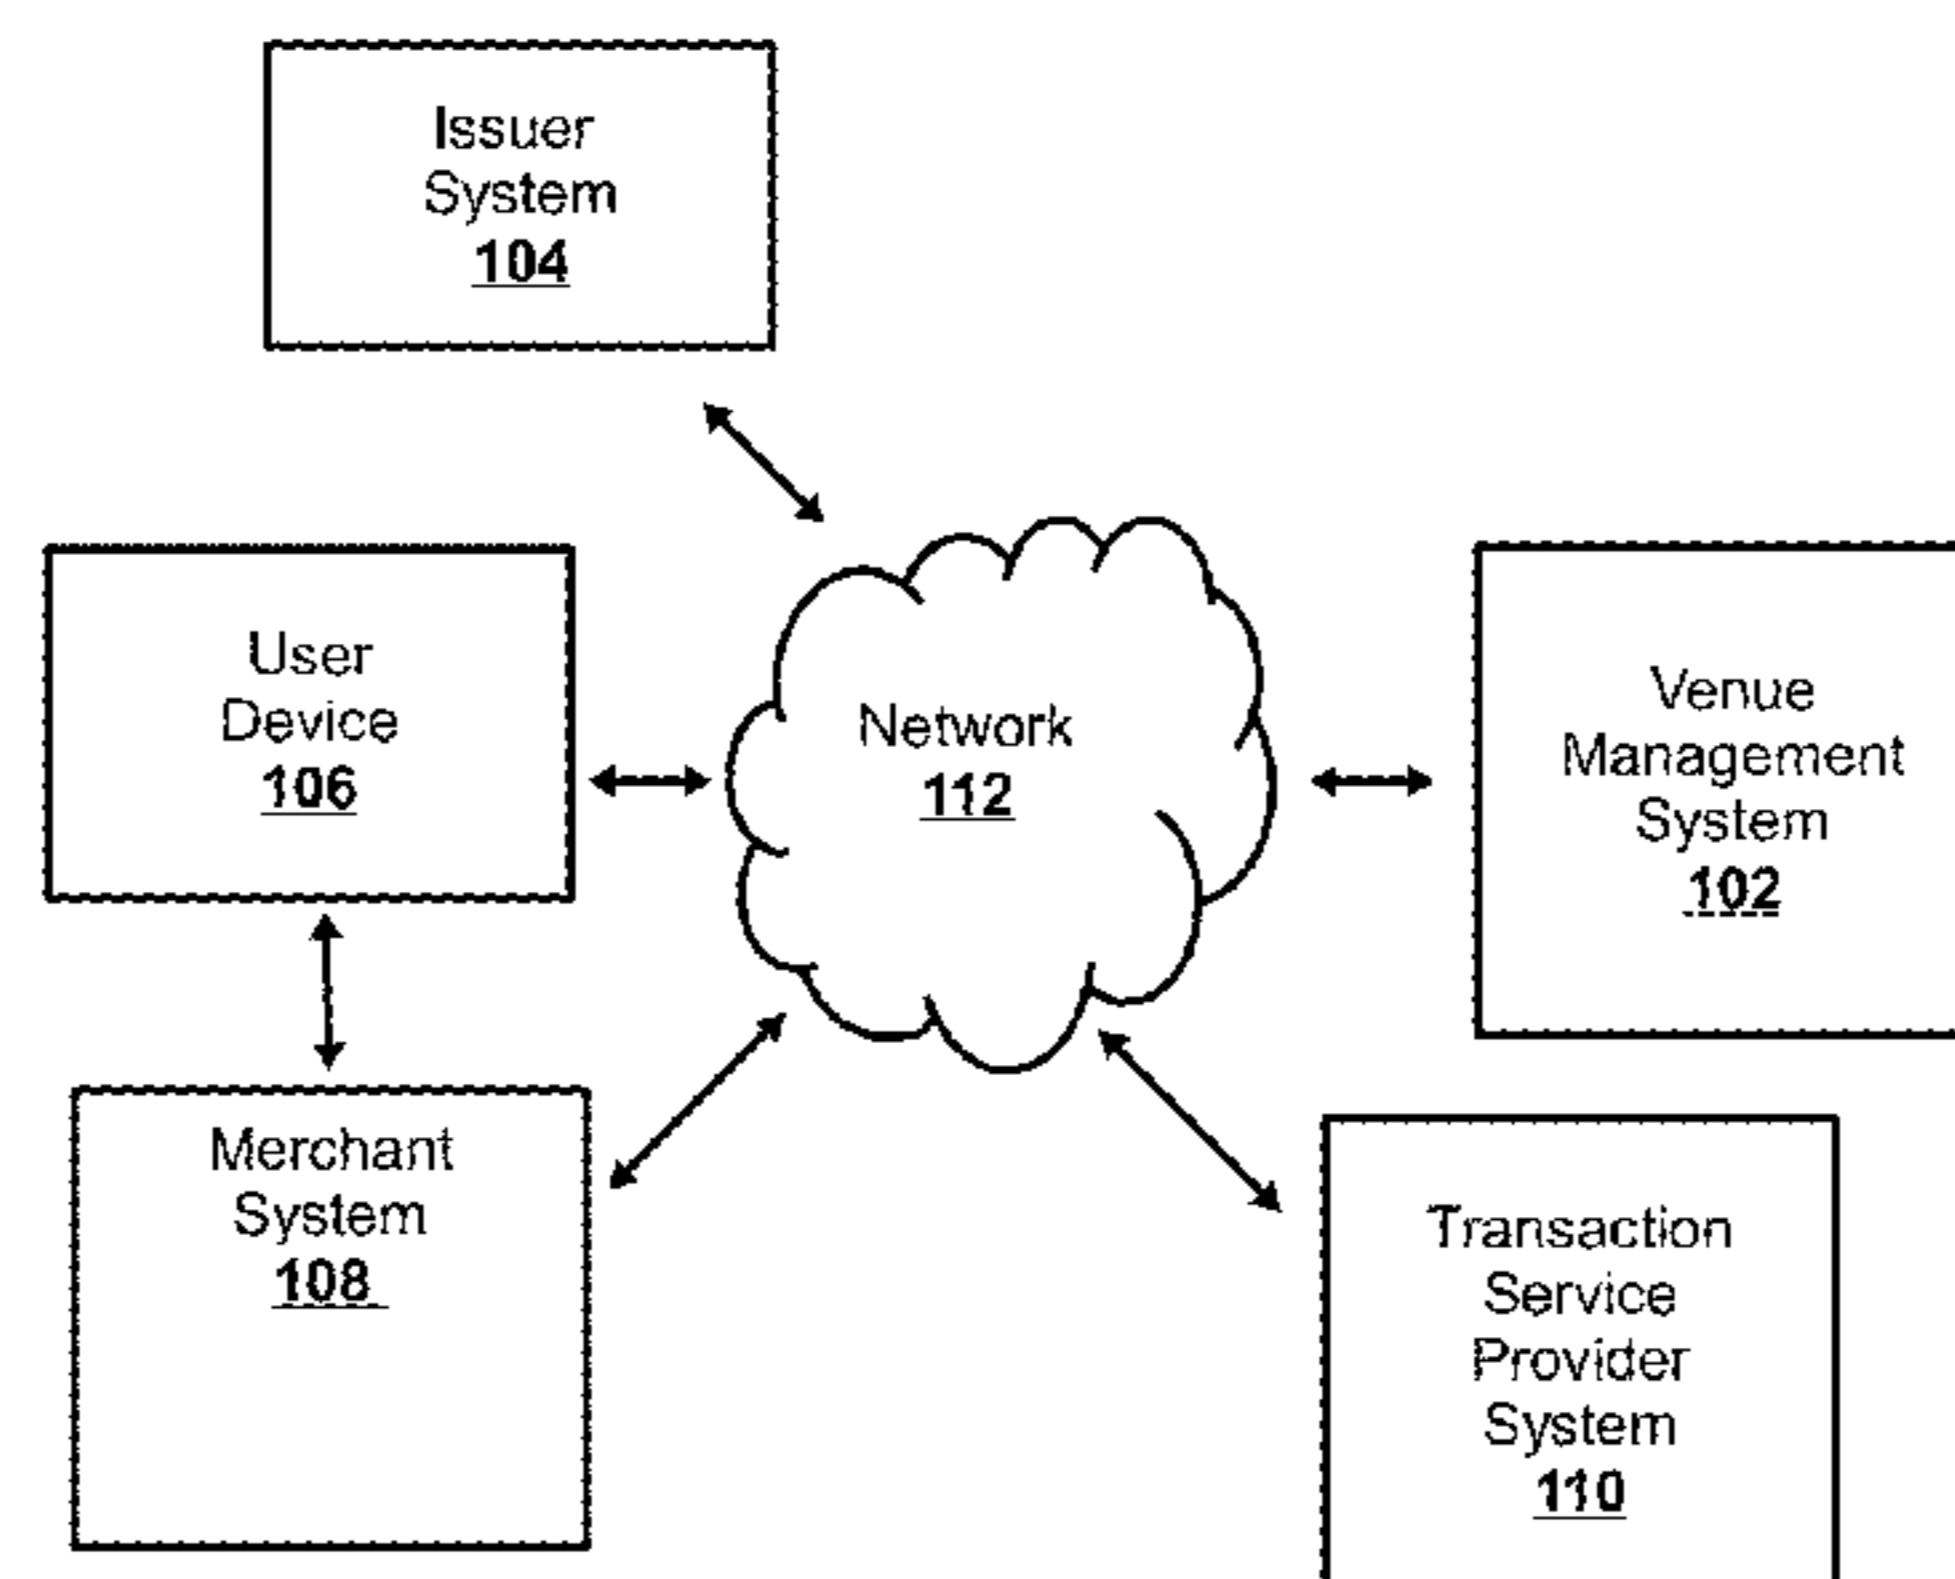 Issuer
System
104
User
Device
106
Network
112
Venue
Management
System
102
Merchant
System
108
Transaction
Service
Provider
System
110